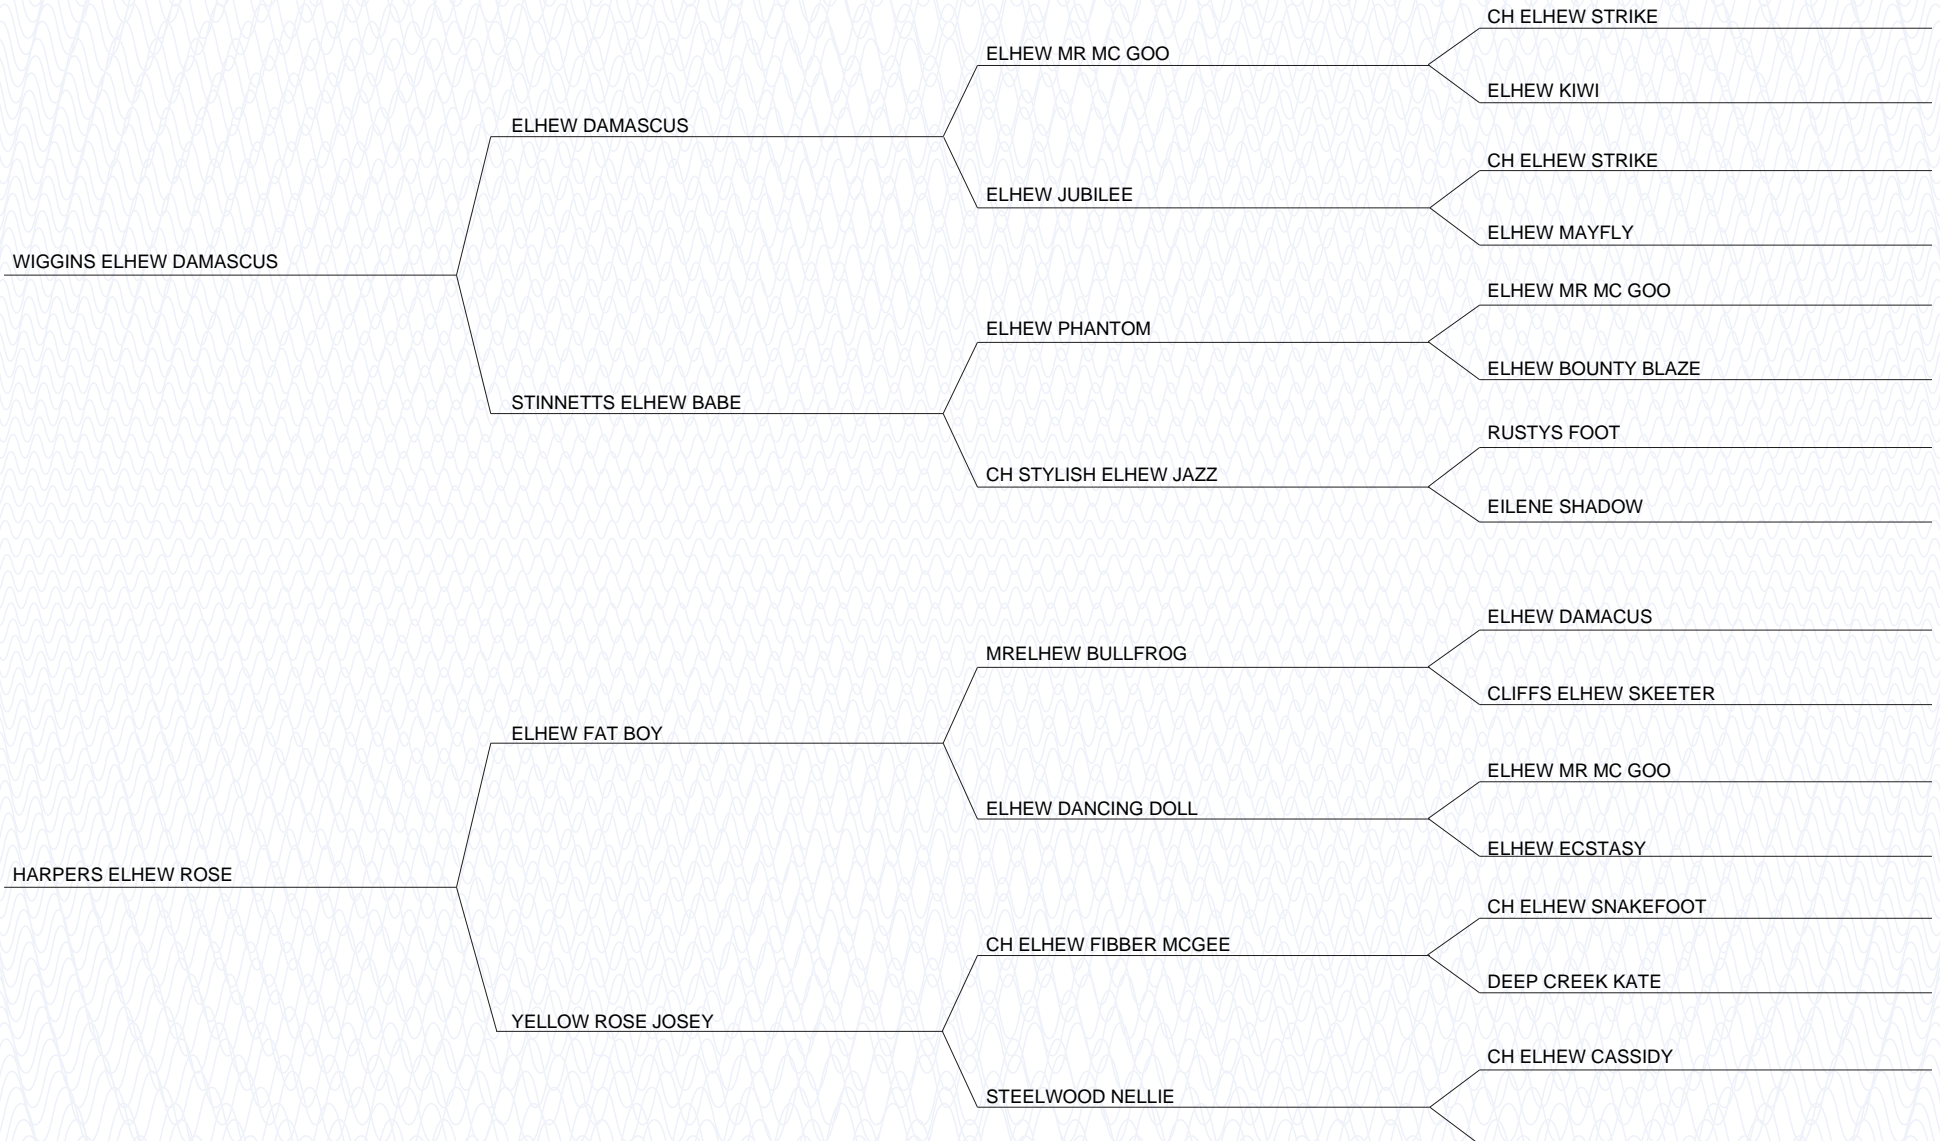 CH ELHEW STRIKE
ELHEW MR MC GOO
ELHEW KIWI
ELHEW DAMASCUS
CH ELHEW STRIKE
ELHEW JUBILEE
ELHEW MAYFLY
WIGGINS ELHEW DAMASCUS
ELHEW MR MC GOO
ELHEW PHANTOM
ELHEW BOUNTY BLAZE
STINNETTS ELHEW BABE
RUSTYS FOOT
CH STYLISH ELHEW JAZZ
EILENE SHADOW
ELHEW DAMACUS
MRELHEW BULLFROG
CLIFFS ELHEW SKEETER
ELHEW FAT BOY
ELHEW MR MC GOO
ELHEW DANCING DOLL
ELHEW ECSTASY
HARPERS ELHEW ROSE
CH ELHEW SNAKEFOOT
CH ELHEW FIBBER MCGEE
DEEP CREEK KATE
YELLOW ROSE JOSEY
CH ELHEW CASSIDY
STEELWOOD NELLIE